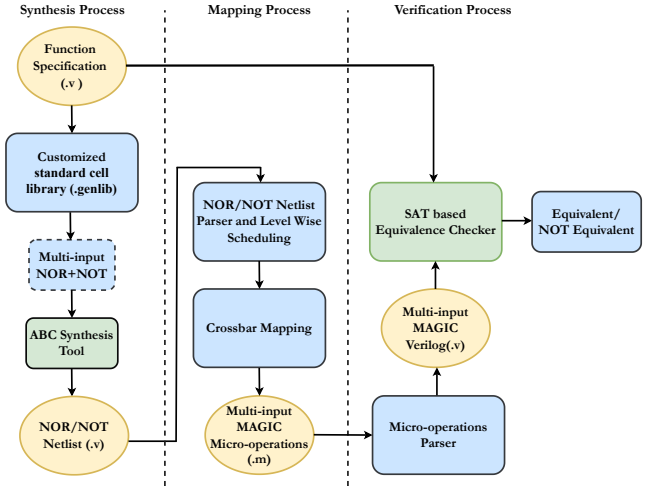 Synthesis Process
Mapping Process
Verification Process
Function
Specification
(.v )
Customized
standard cell
library (.genlib)
Multi-input
NOR+NOT
ABC Synthesis
Tool
NOR/NOT
Netlist (.v)
NOR/NOT Netlist
Parser and Level Wise
Scheduling
Crossbar Mapping
Multi-input
MAGIC
Micro-operations
(.m)
SAT based
Equivalence Checker
Equivalent/
NOT Equivalent
Multi-input
MAGIC
Verilog(.v)
Micro-operations
Parser